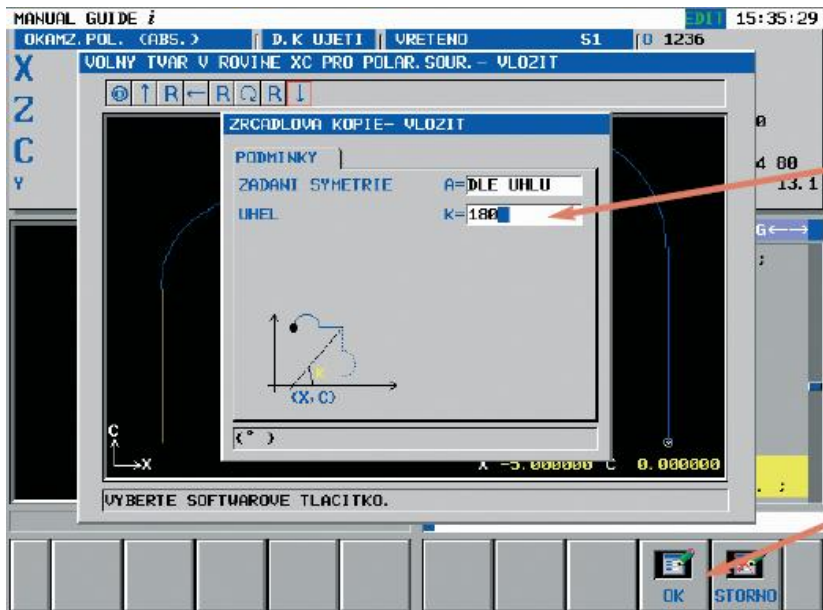 MANUAL GUIDE i EDIT 15:35:29
OKAMZ.POL. (ABS.) D.K UJETI VRETENO S1 O 1236
X
Z
C
Y
VOLNY TVAR V ROVINE XC PRO POLAR.SOUR.- VLOZIT
R R R
0
4 80
13.1
ZRCADLOVA KOPIE- VLOZIT
PODMINKY
ZADANI SYMETRIE A=DLE UHLU
UHEL K=180
G
;
K
(X,C)
(° )
C
X
X -5.000000 C 0.000000
. ;
VYBERTE SOFTWAROVE TLACITKO.
OK STORNO